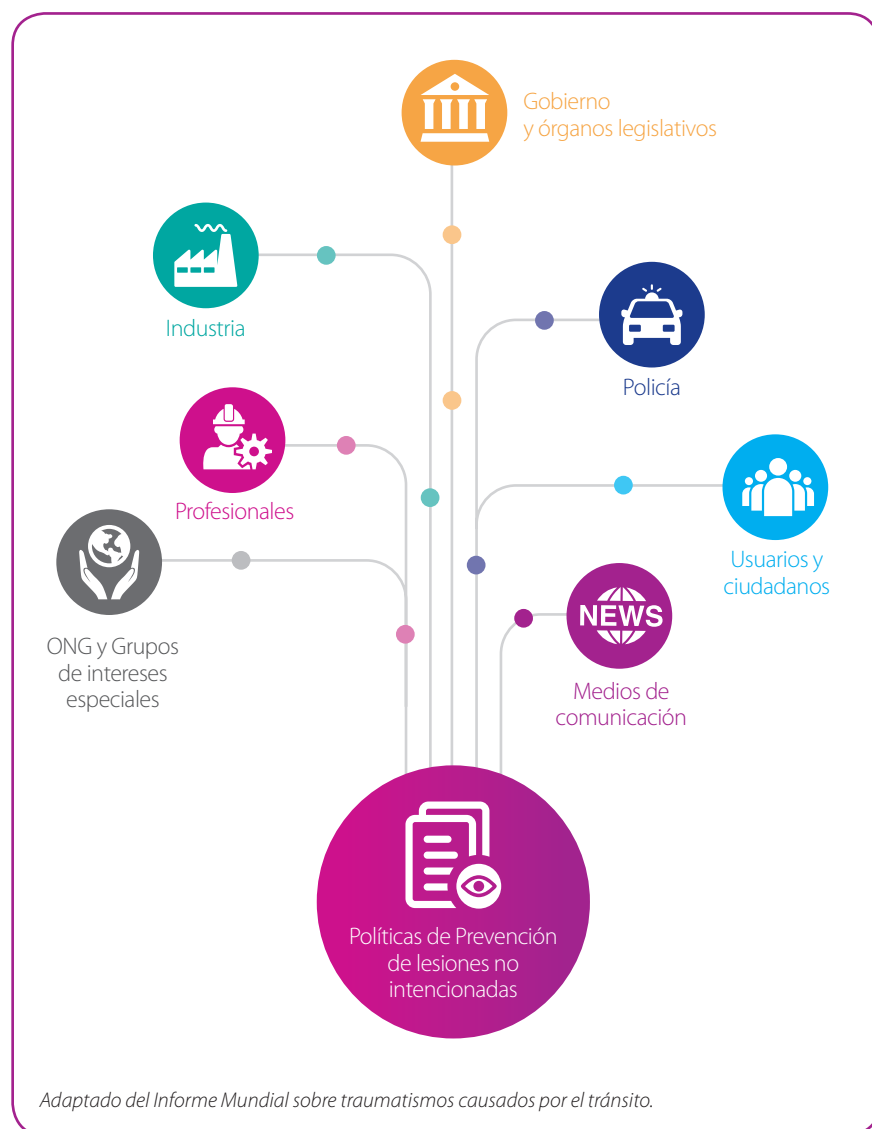 Gobierno
y órganos legislativos
Industria
Policía
Profesionales
Usuarios y
ciudadanos
ONG y Grupos
de intereses
especiales
NEWS
Medios de
comunicación
Políticas de Prevención
de lesiones no
intencionadas
Adaptado del Informe Mundial sobre traumatismos causados por el tránsito.